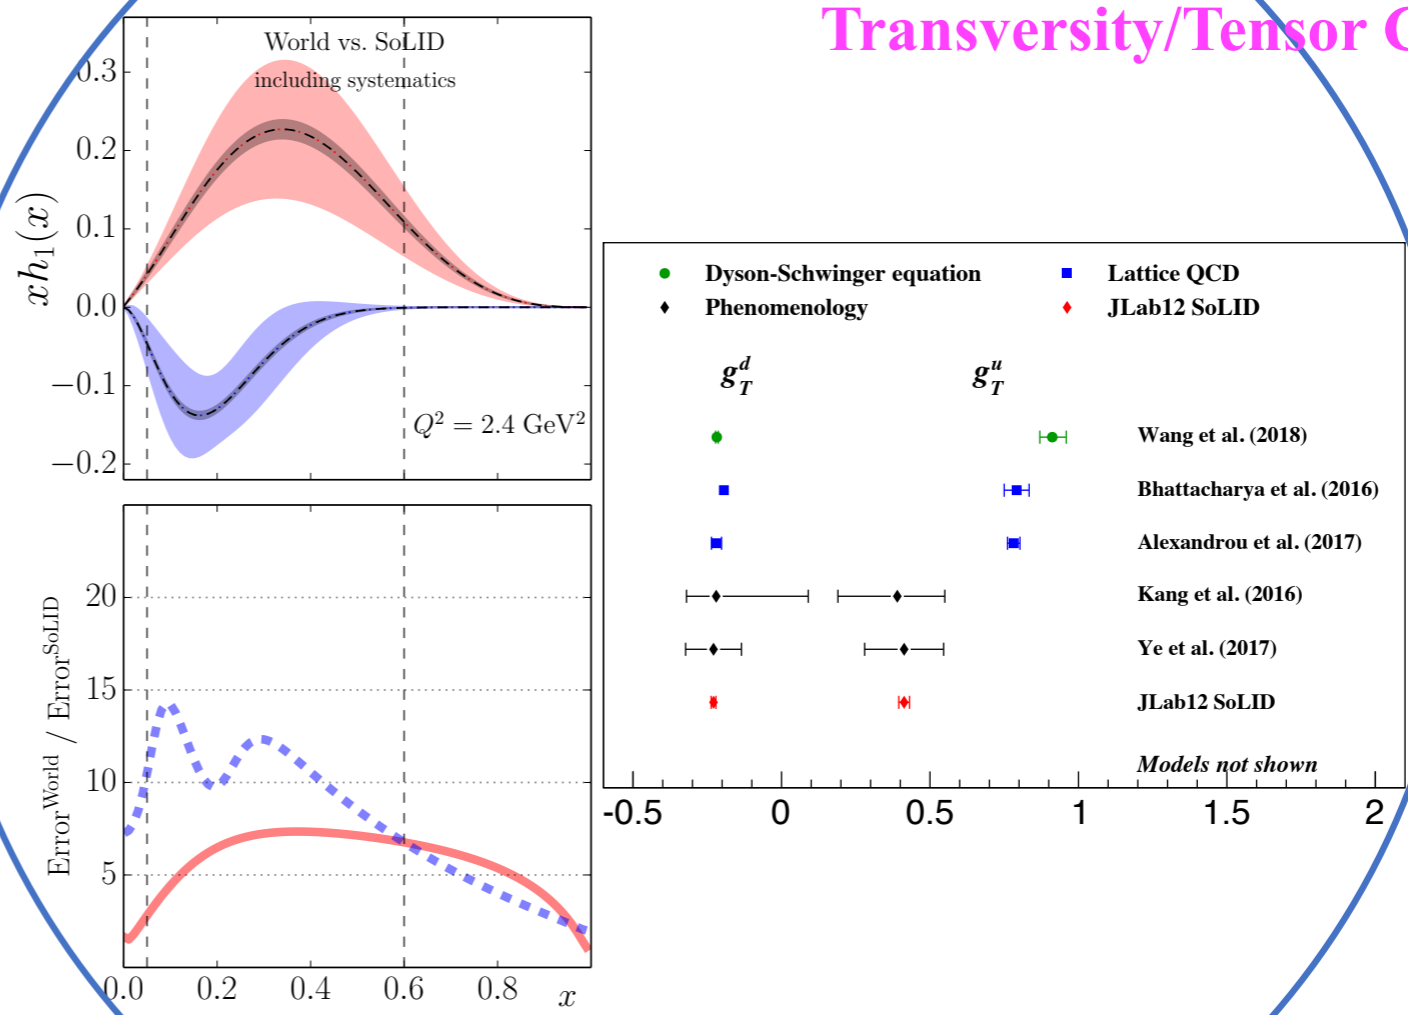 Transversity/Tensor
World vs. SoLID
including systematics
0.3
0.2
0.1
0.0
−0.1
−0.2
xh₁(x)
Q² = 2.4 GeV²
20
15
10
5
Error^World / Error^SoLID
0.0 0.2 0.4 0.6 0.8 x
Dyson-Schwinger equation
Lattice QCD
Phenomenology
JLab12 SoLID
g_T^d g_T^u
Wang et al. (2018)
Bhattacharya et al. (2016)
Alexandrou et al. (2017)
Kang et al. (2016)
Ye et al. (2017)
JLab12 SoLID
Models not shown
-0.5 0 0.5 1 1.5 2